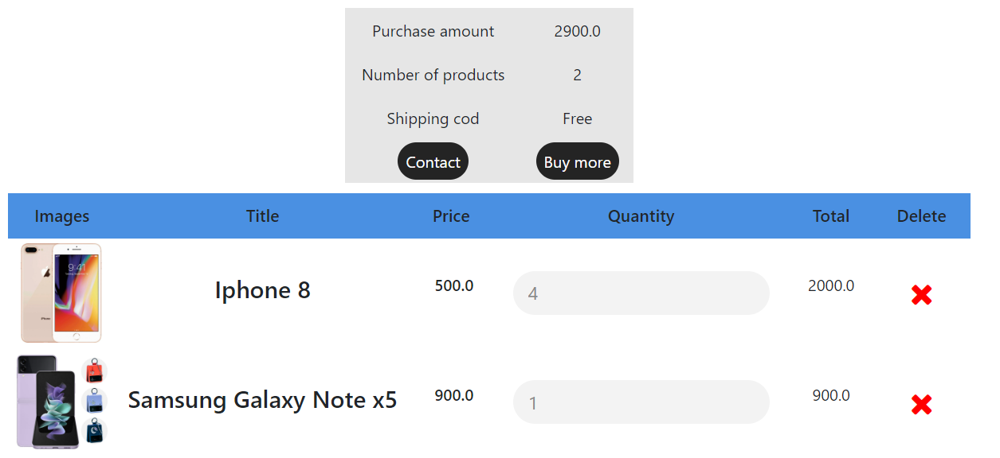 Purchase amount 2900.0
Number of products 2
Shipping cod Free
Contact Buy more
Images Title Price Quantity Total Delete
9:41
Iphone 8 500.0 4 2000.0
iPhone
Samsung Galaxy Note x5 900.0 1 900.0